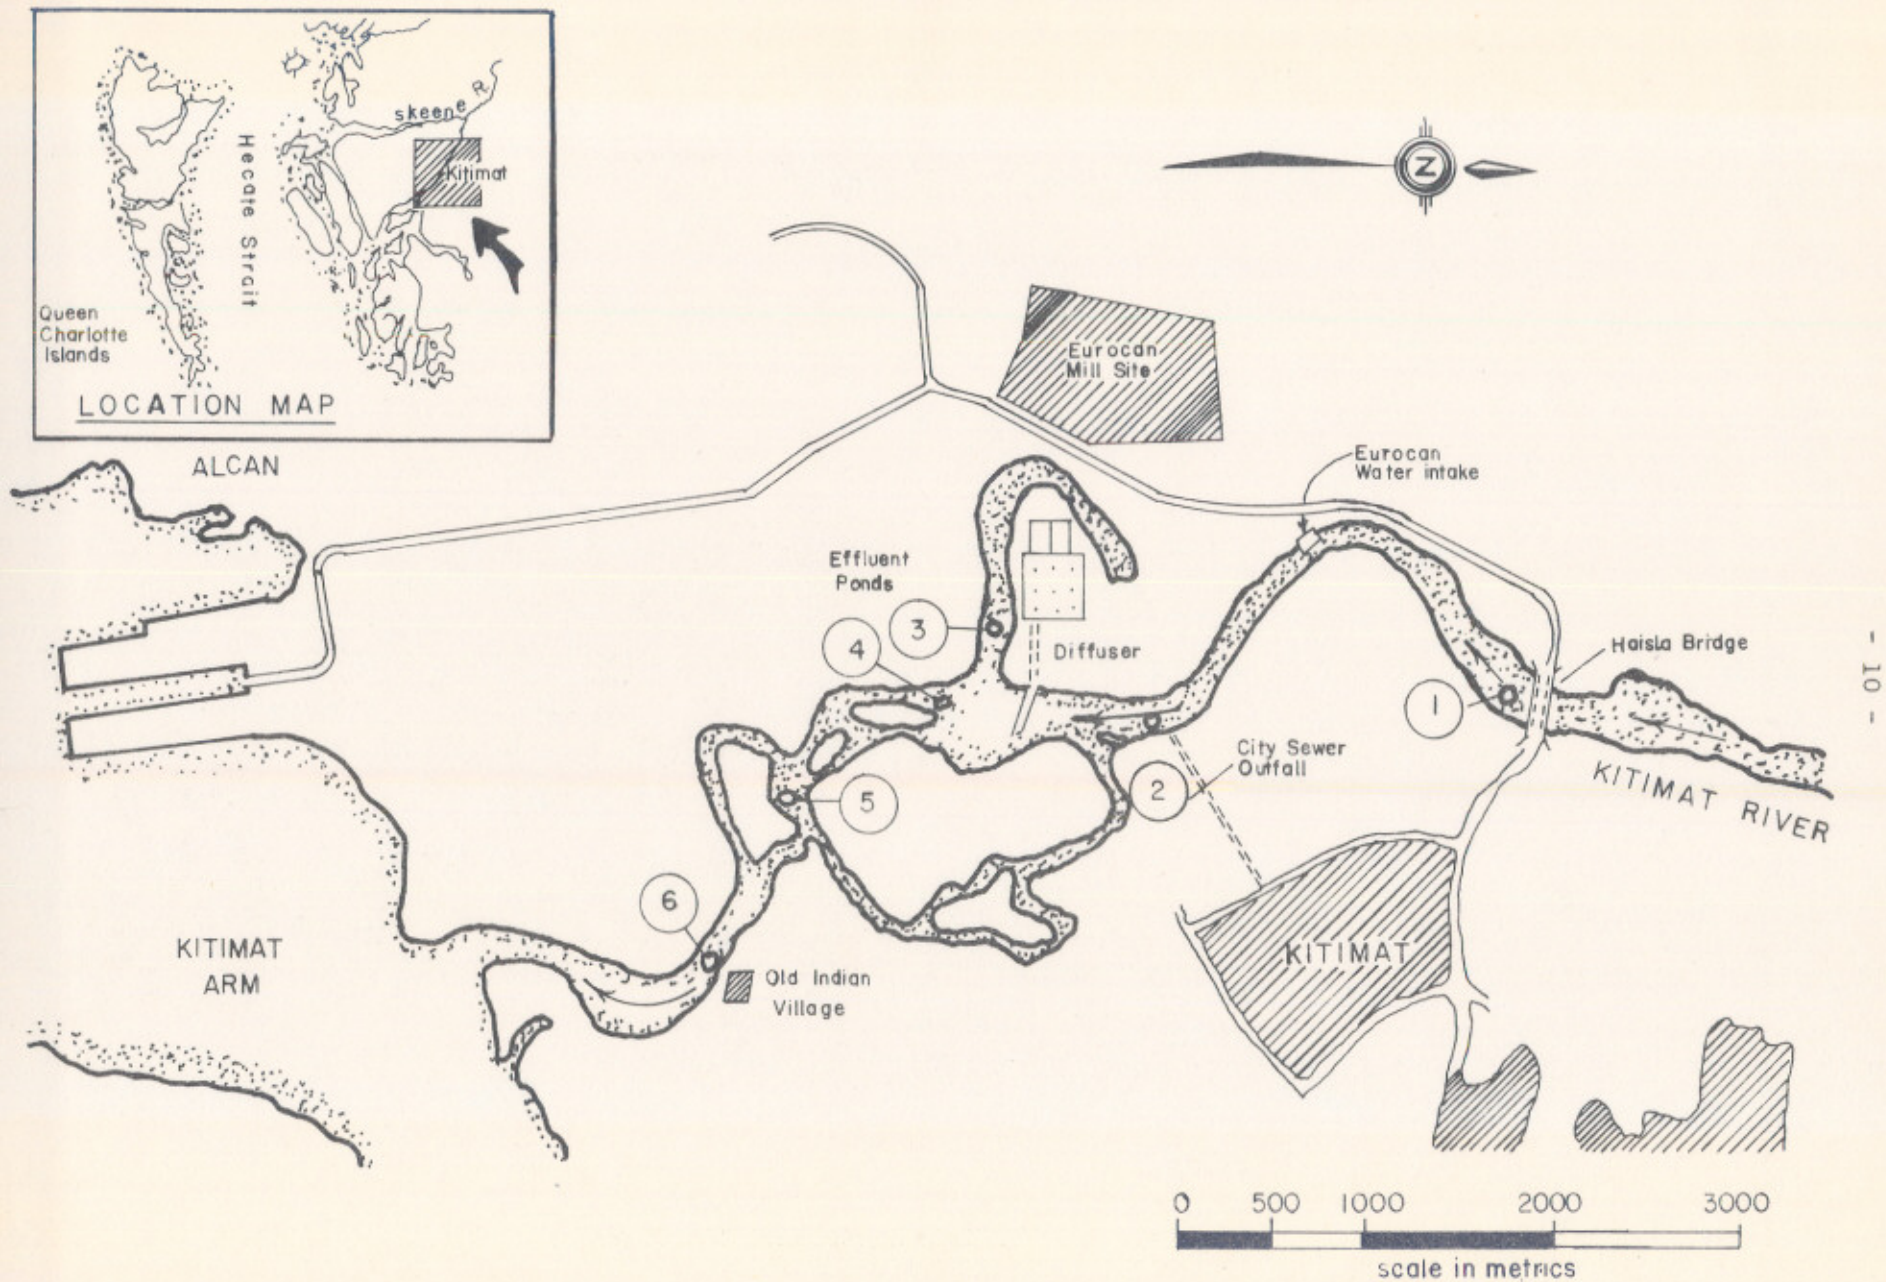 skeene R.
Kitimat
Hecate Strait
Queen
Charlotte
Islands
LOCATION MAP
N
ALCAN
Eurocan
Mill Site
Eurocan
Water intake
Effluent
Ponds
3
4
Diffuser
Haisla Bridge
1
- 10 -
City Sewer
Outfall
2
5
KITIMAT RIVER
6
KITIMAT
ARM
Old Indian
Village
KITIMAT
0 500 1000 2000 3000
scale in metrics